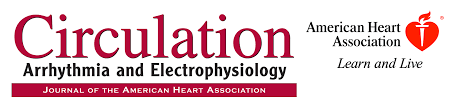 Circulation
Arrhythmia and Electrophysiology
JOURNAL OF THE AMERICAN HEART ASSOCIATION
American Heart
Association
®
Learn and Live